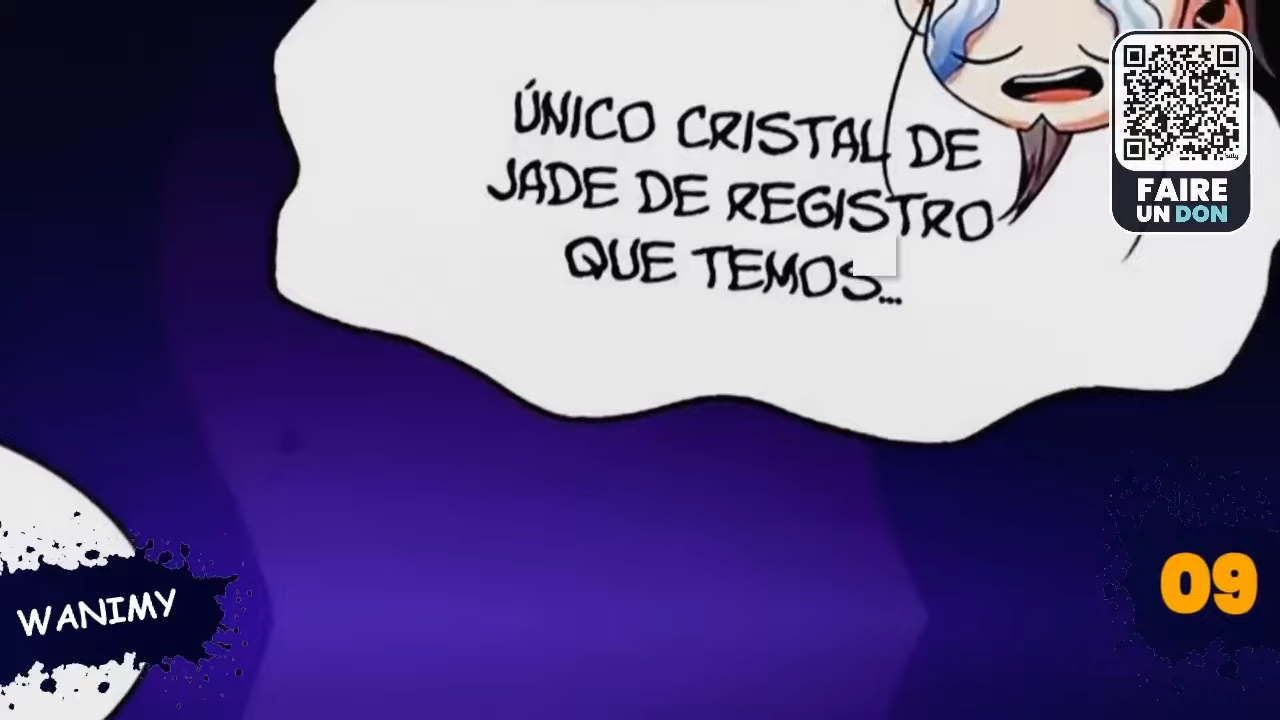 ÚNICO CRISTAL DE
JADE DE REGISTRO
QUE TEMOS...
FAIRE
UN DON
WANIMY
09